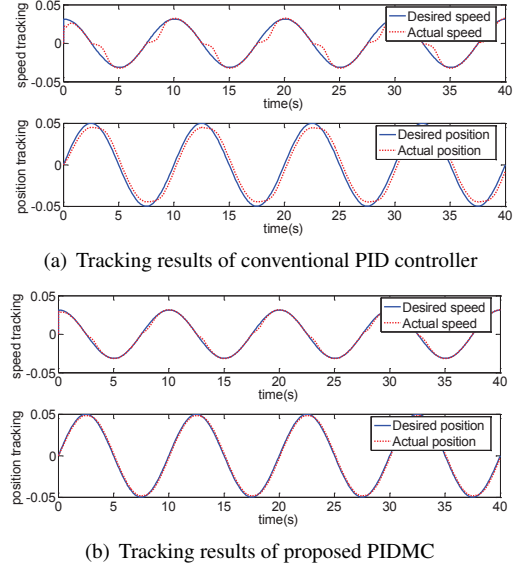 0.05
0
-0.05
speed tracking
Desired speed
Actual speed
0 5 10 15 20 25 30 35 40
time(s)
0.05
0
-0.05
position tracking
Desired position
Actual position
0 5 10 15 20 25 30 35 40
time(s)
(a) Tracking results of conventional PID controller
0.05
0
-0.05
speed tracking
Desired speed
Actual speed
0 5 10 15 20 25 30 35 40
time(s)
0.05
0
-0.05
position tracking
Desired position
Actual position
0 5 10 15 20 25 30 35 40
time(s)
(b) Tracking results of proposed PIDMC